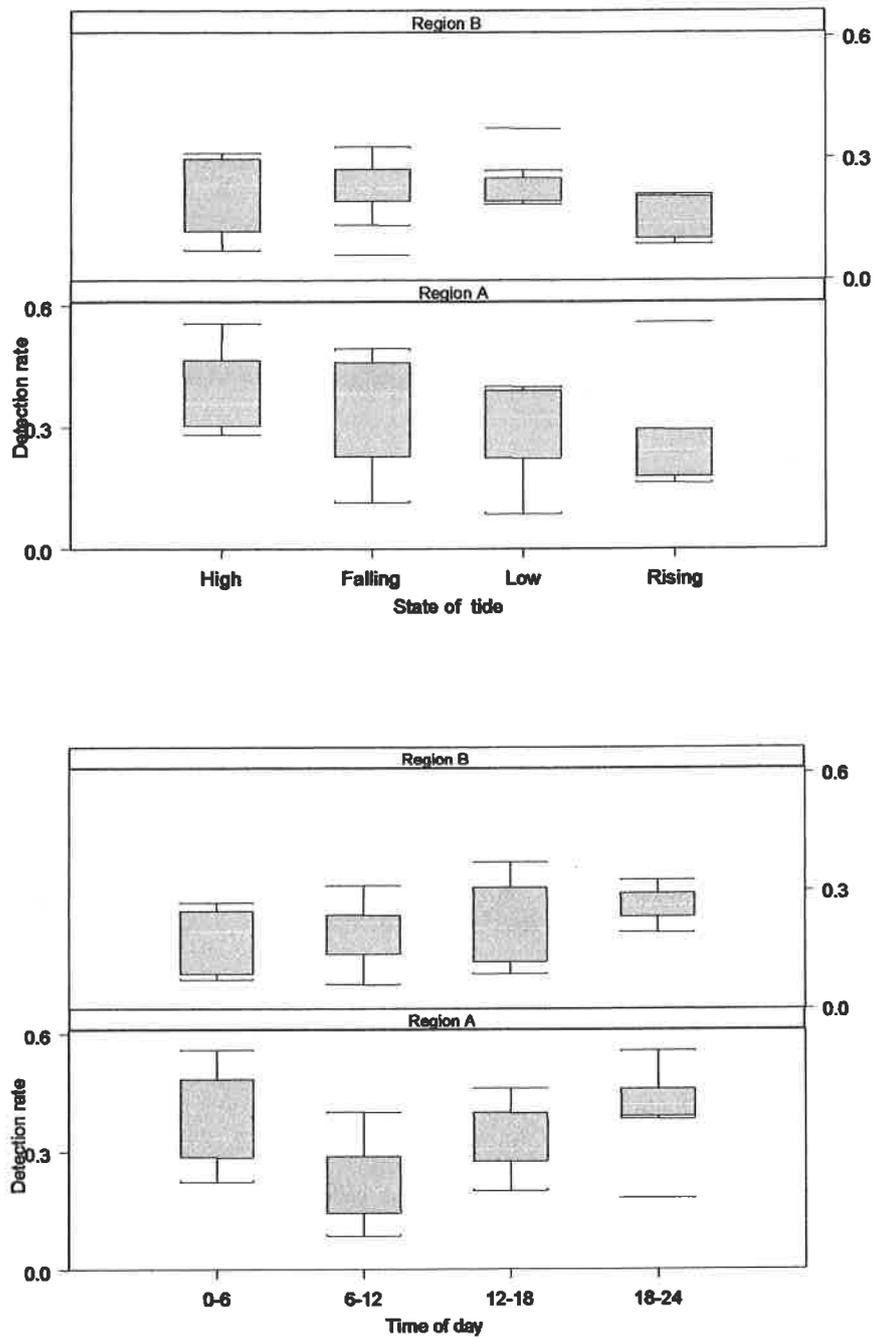 Region B
0.6
0.3
0.0
Region A
0.6
0.3
0.0
Detection rate
High Falling Low Rising
State of tide
Region B
0.6
0.3
0.0
Region A
0.6
0.3
0.0
Detection rate
0-6 6-12 12-18 18-24
Time of day